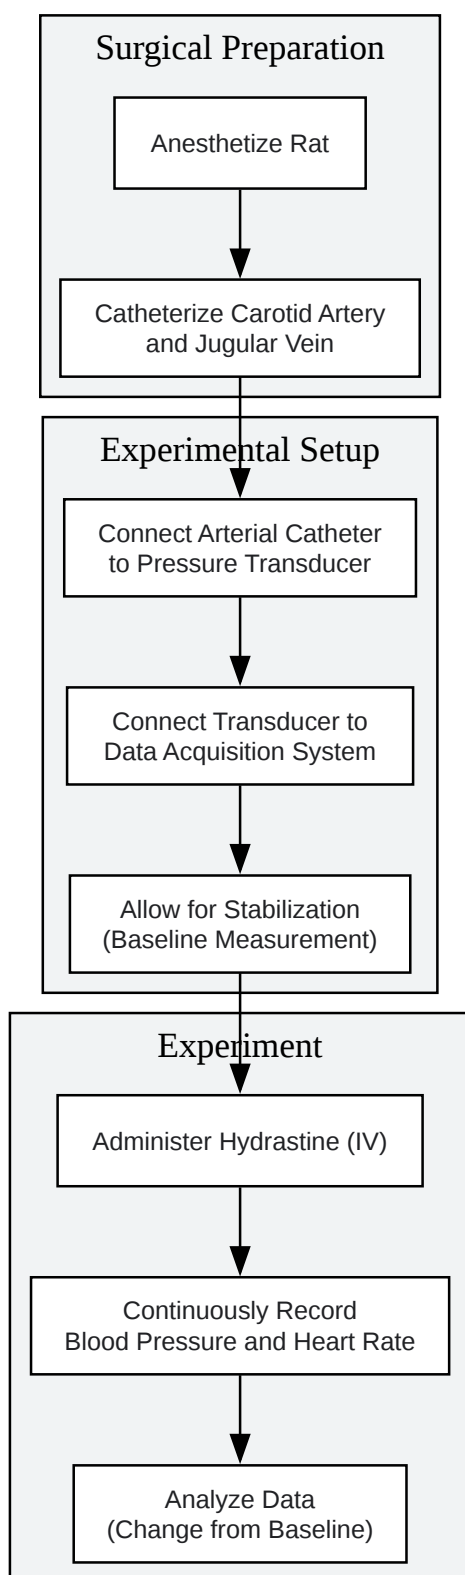 Surgical Preparation
Anesthetize Rat
Catheterize Carotid Artery
and Jugular Vein
Experimental Setup
Connect Arterial Catheter
to Pressure Transducer
Connect Transducer to
Data Acquisition System
Allow for Stabilization
(Baseline Measurement)
Experiment
Administer Hydrastine (IV)
Continuously Record
Blood Pressure and Heart Rate
Analyze Data
(Change from Baseline)